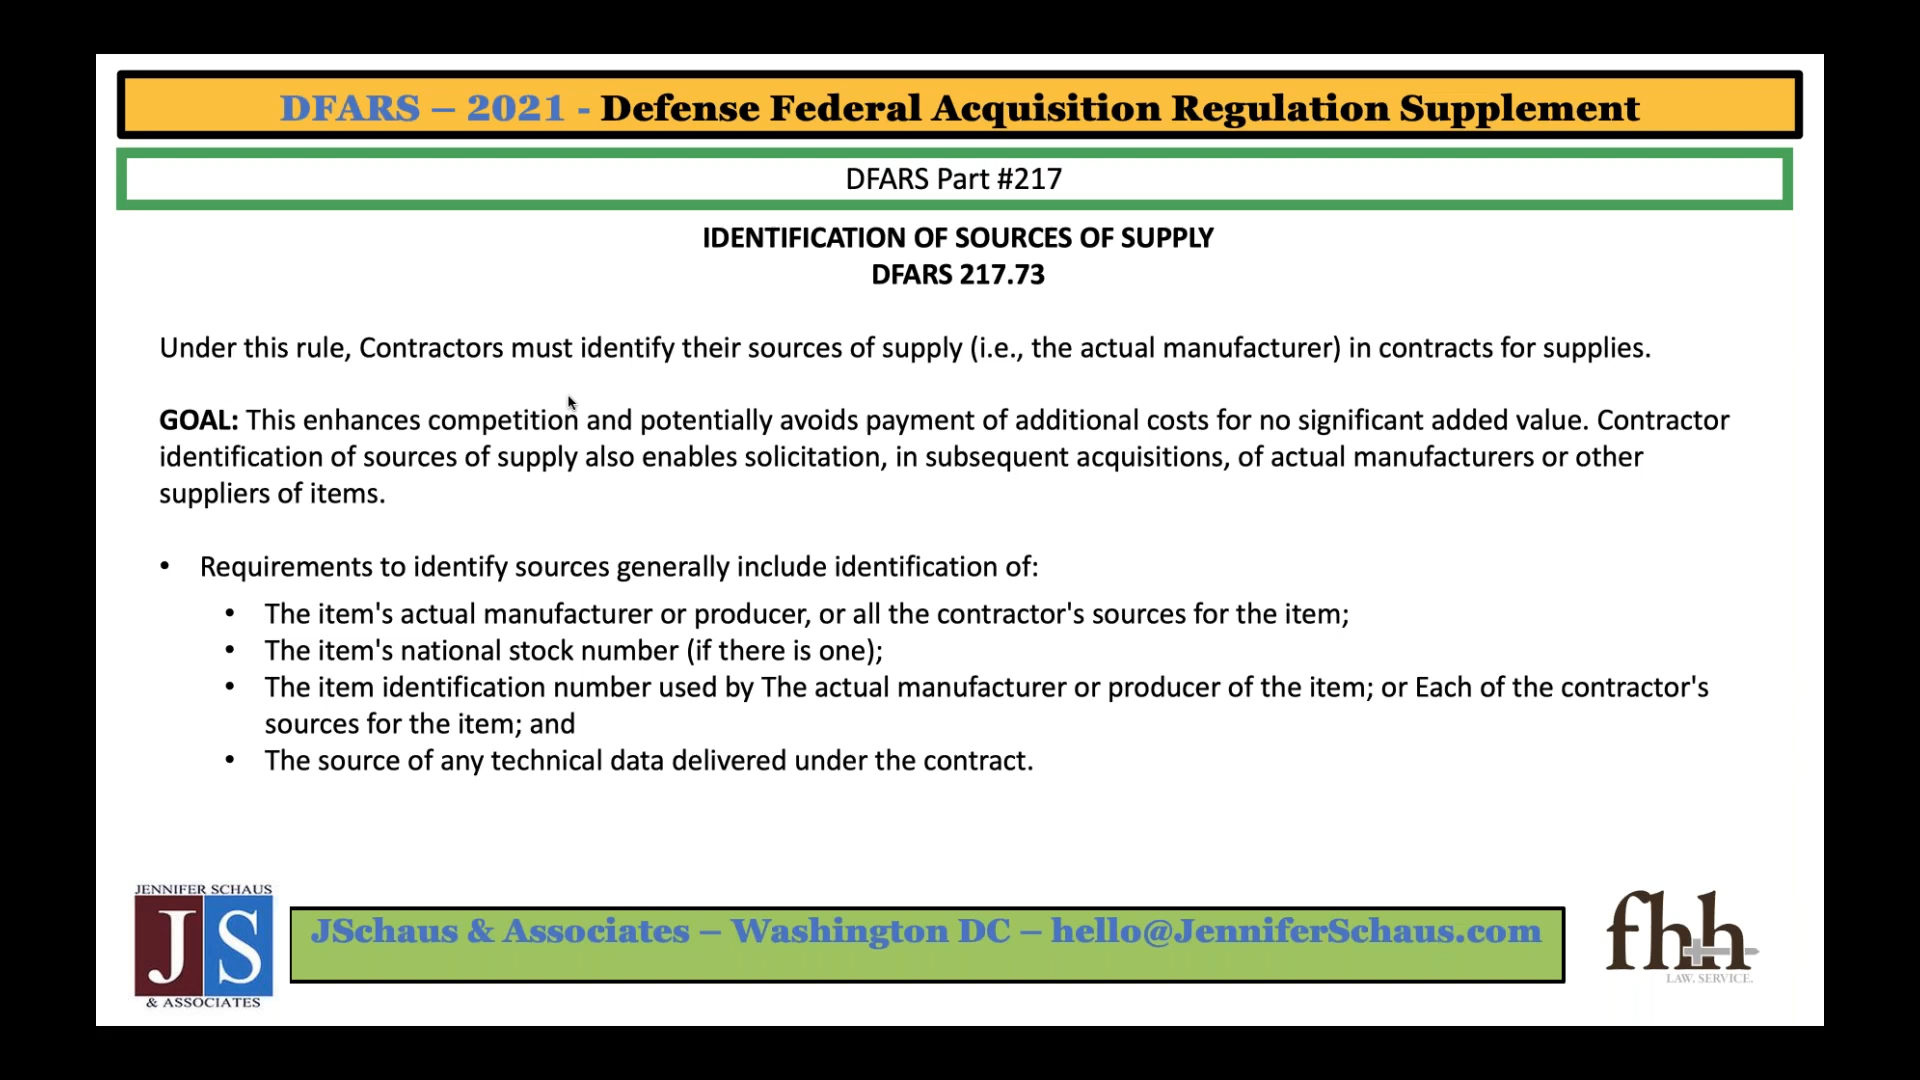 DFARS – 2021 - Defense Federal Acquisition Regulation Supplement
DFARS Part #217
IDENTIFICATION OF SOURCES OF SUPPLY
DFARS 217.73
Under this rule, Contractors must identify their sources of supply (i.e., the actual manufacturer) in contracts for supplies.
GOAL: This enhances competition and potentially avoids payment of additional costs for no significant added value. Contractor
identification of sources of supply also enables solicitation, in subsequent acquisitions, of actual manufacturers or other
suppliers of items.
• Requirements to identify sources generally include identification of:
• The item's actual manufacturer or producer, or all the contractor's sources for the item;
• The item's national stock number (if there is one);
• The item identification number used by The actual manufacturer or producer of the item; or Each of the contractor's
sources for the item; and
• The source of any technical data delivered under the contract.
JENNIFER SCHAUS
JS
& ASSOCIATES
JSchaus & Associates – Washington DC – hello@JenniferSchaus.com
fhh
LAW. SERVICE.